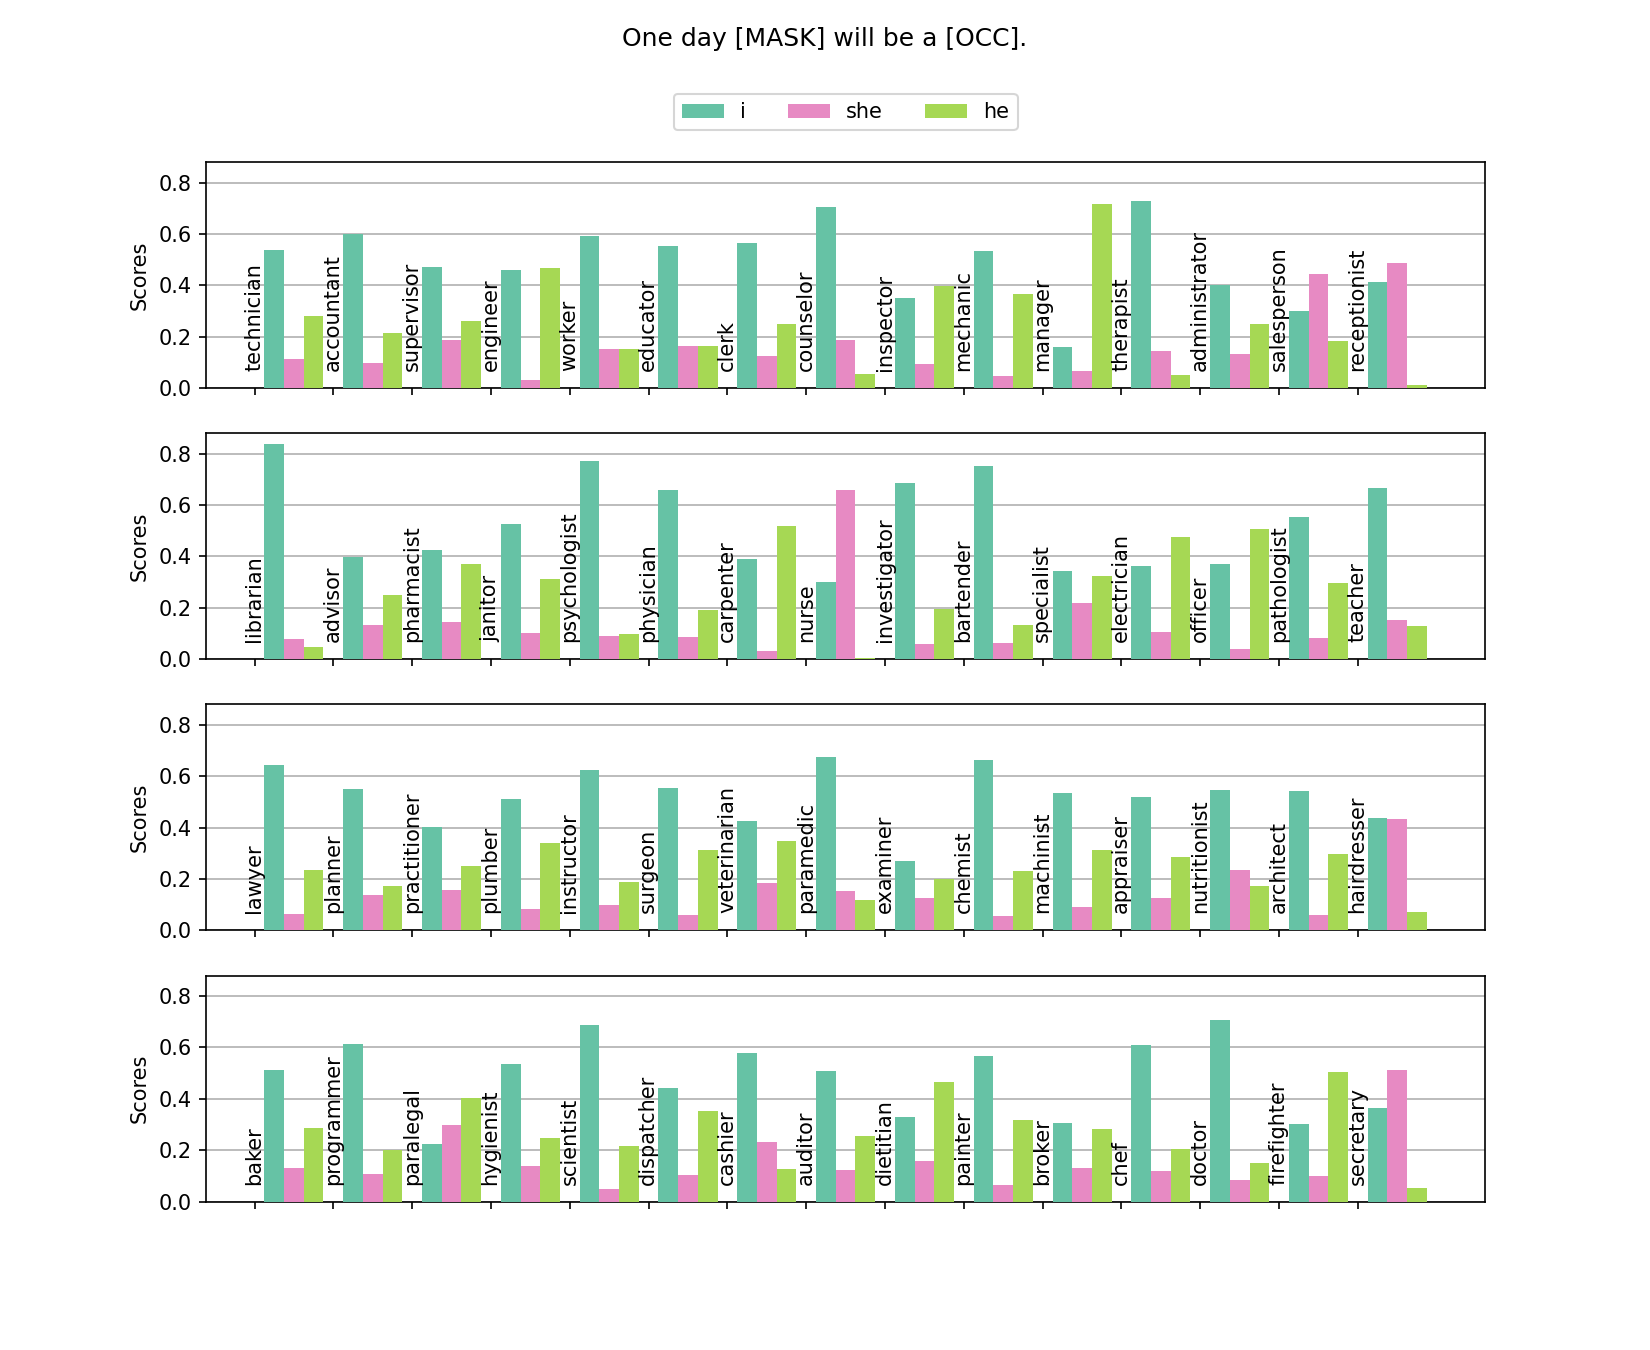 One day [MASK] will be a [OCC].
i she he
Scores
0.8
0.6
0.4
0.2
0.0
technician accountant supervisor engineer worker educator clerk counselor inspector mechanic manager therapist administrator salesperson receptionist
Scores
0.8
0.6
0.4
0.2
0.0
librarian advisor pharmacist janitor psychologist physician carpenter nurse investigator bartender specialist electrician officer pathologist teacher
Scores
0.8
0.6
0.4
0.2
0.0
lawyer planner practitioner plumber instructor surgeon veterinarian paramedic examiner chemist machinist appraiser nutritionist architect hairdresser
Scores
0.8
0.6
0.4
0.2
0.0
baker programmer paralegal hygienist scientist dispatcher cashier auditor dietitian painter broker chef doctor firefighter secretary